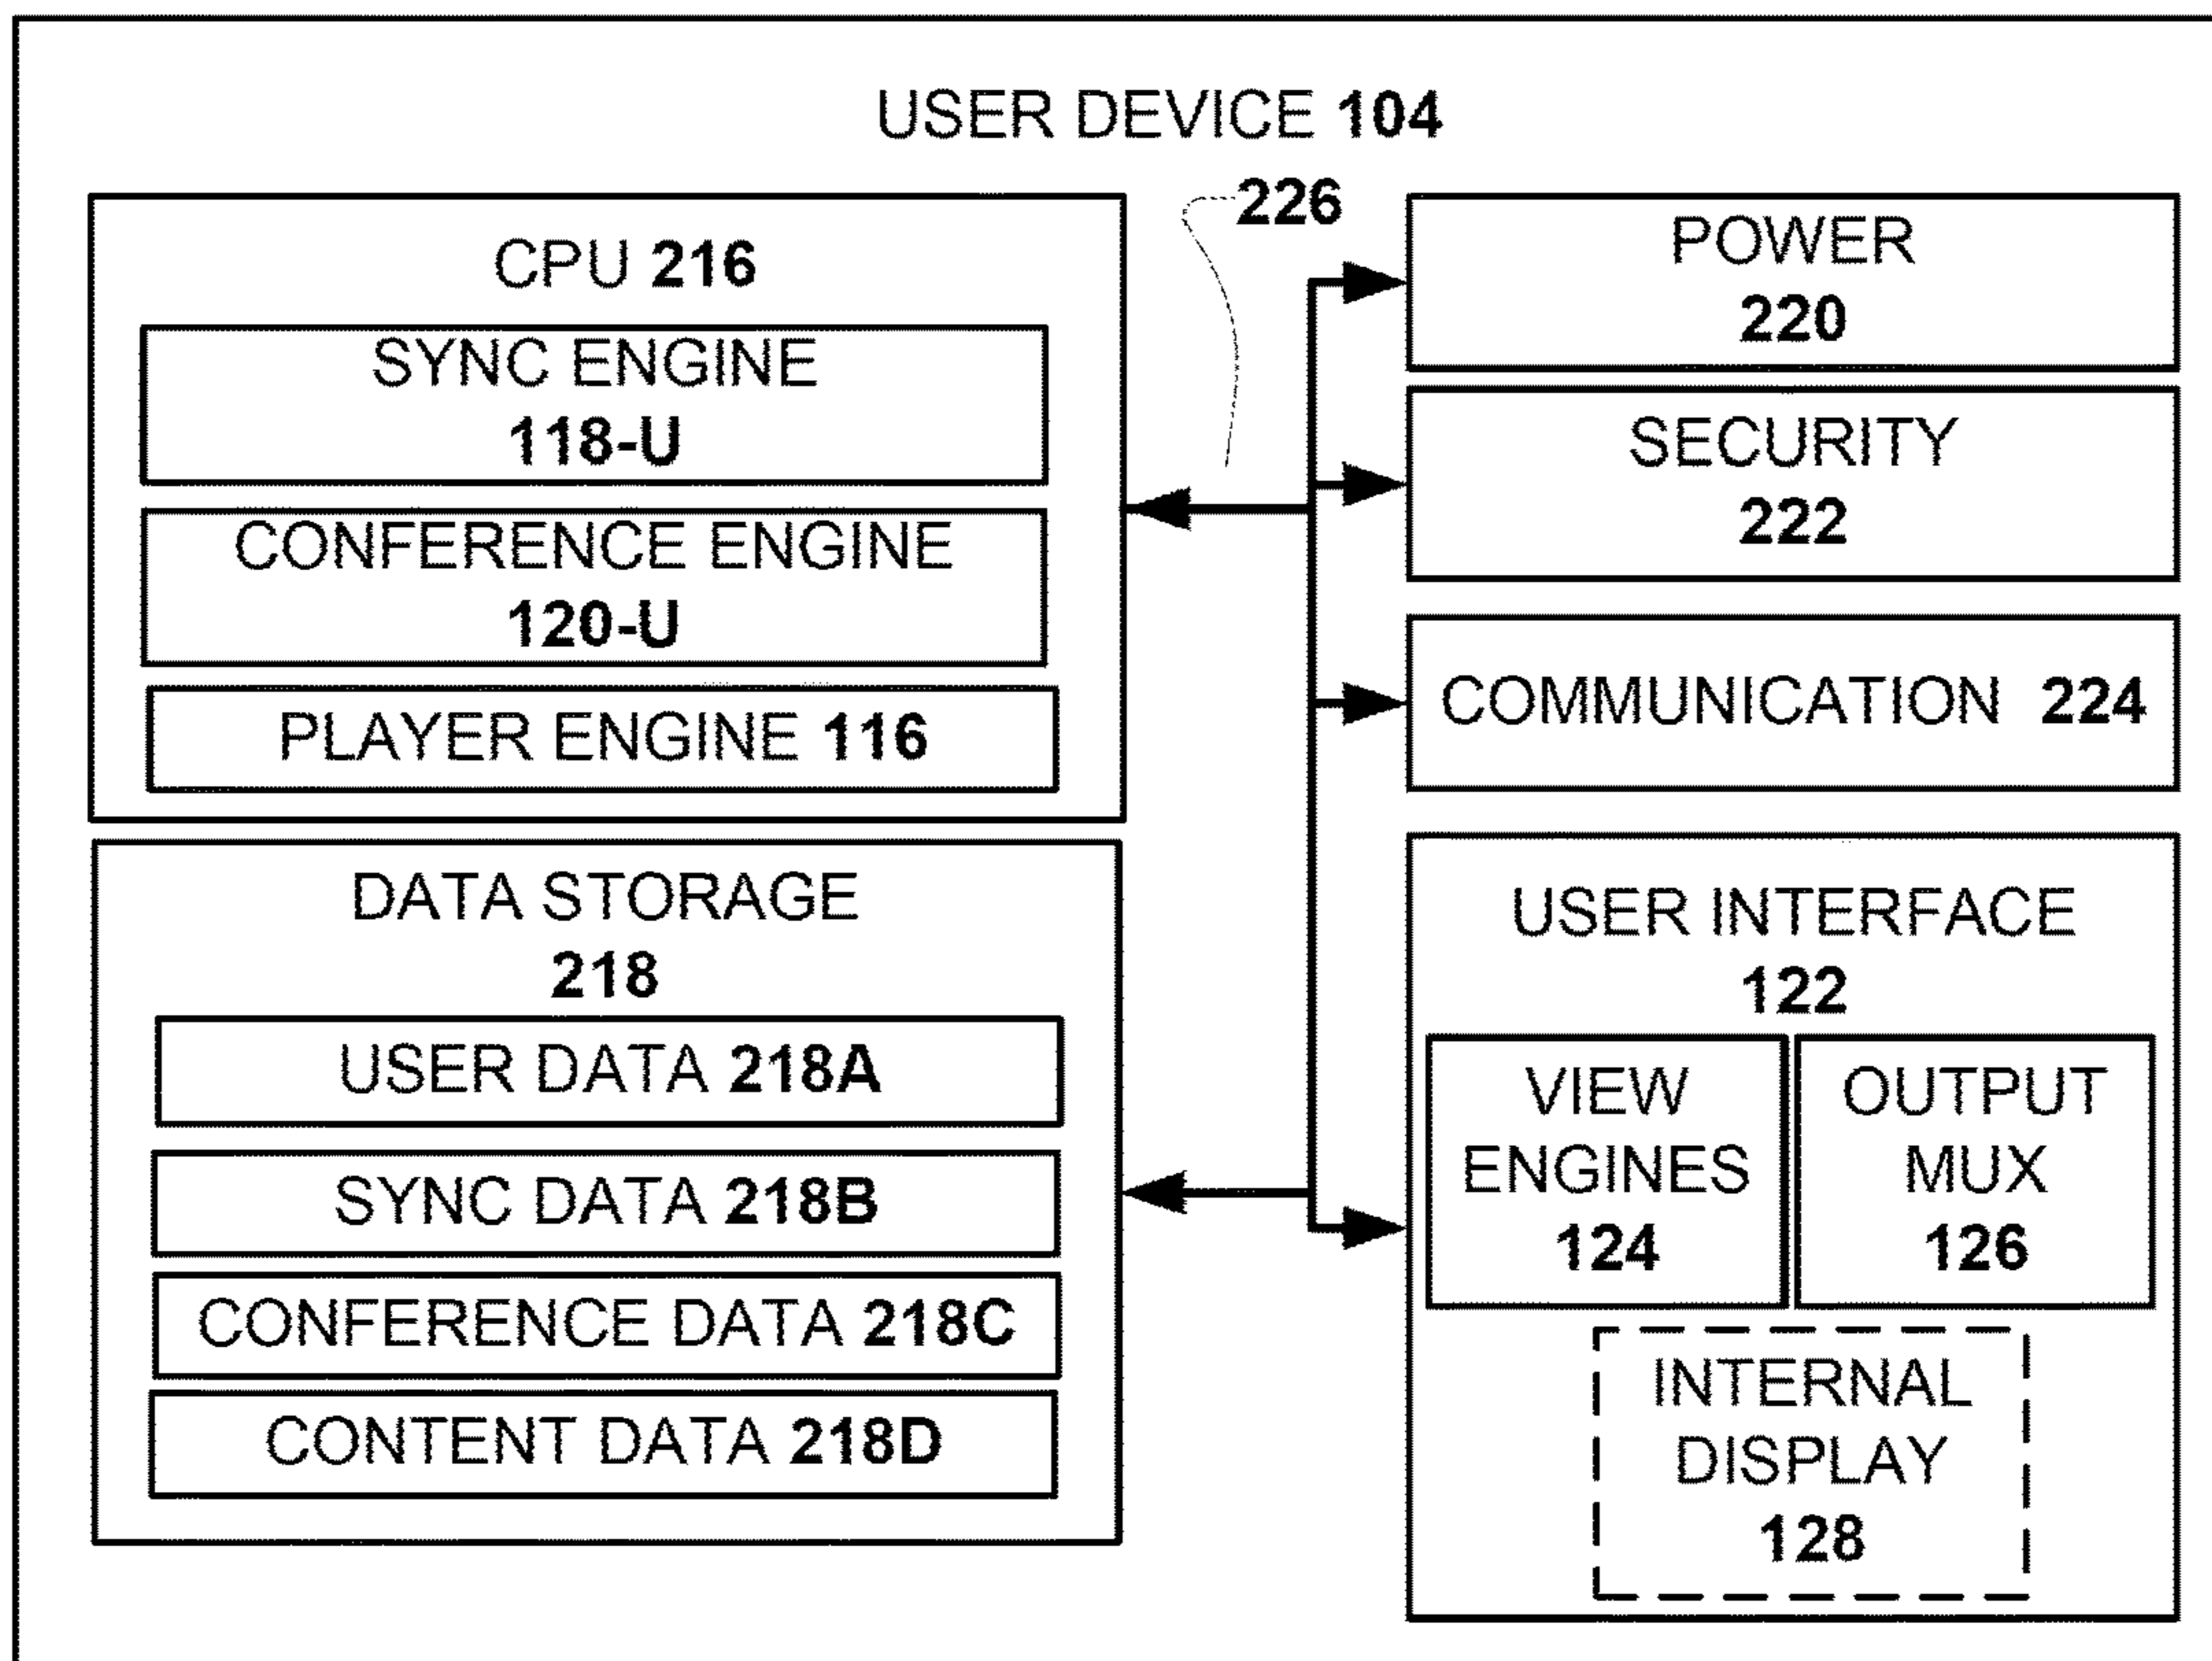 USER DEVICE 104
226
CPU 216
SYNC ENGINE
118-U
CONFERENCE ENGINE
120-U
PLAYER ENGINE 116
DATA STORAGE
218
USER DATA 218A
SYNC DATA 218B
CONFERENCE DATA 218C
CONTENT DATA 218D
POWER
220
SECURITY
222
COMMUNICATION 224
USER INTERFACE
122
VIEW
ENGINES
124
OUTPUT
MUX
126
INTERNAL
DISPLAY
128